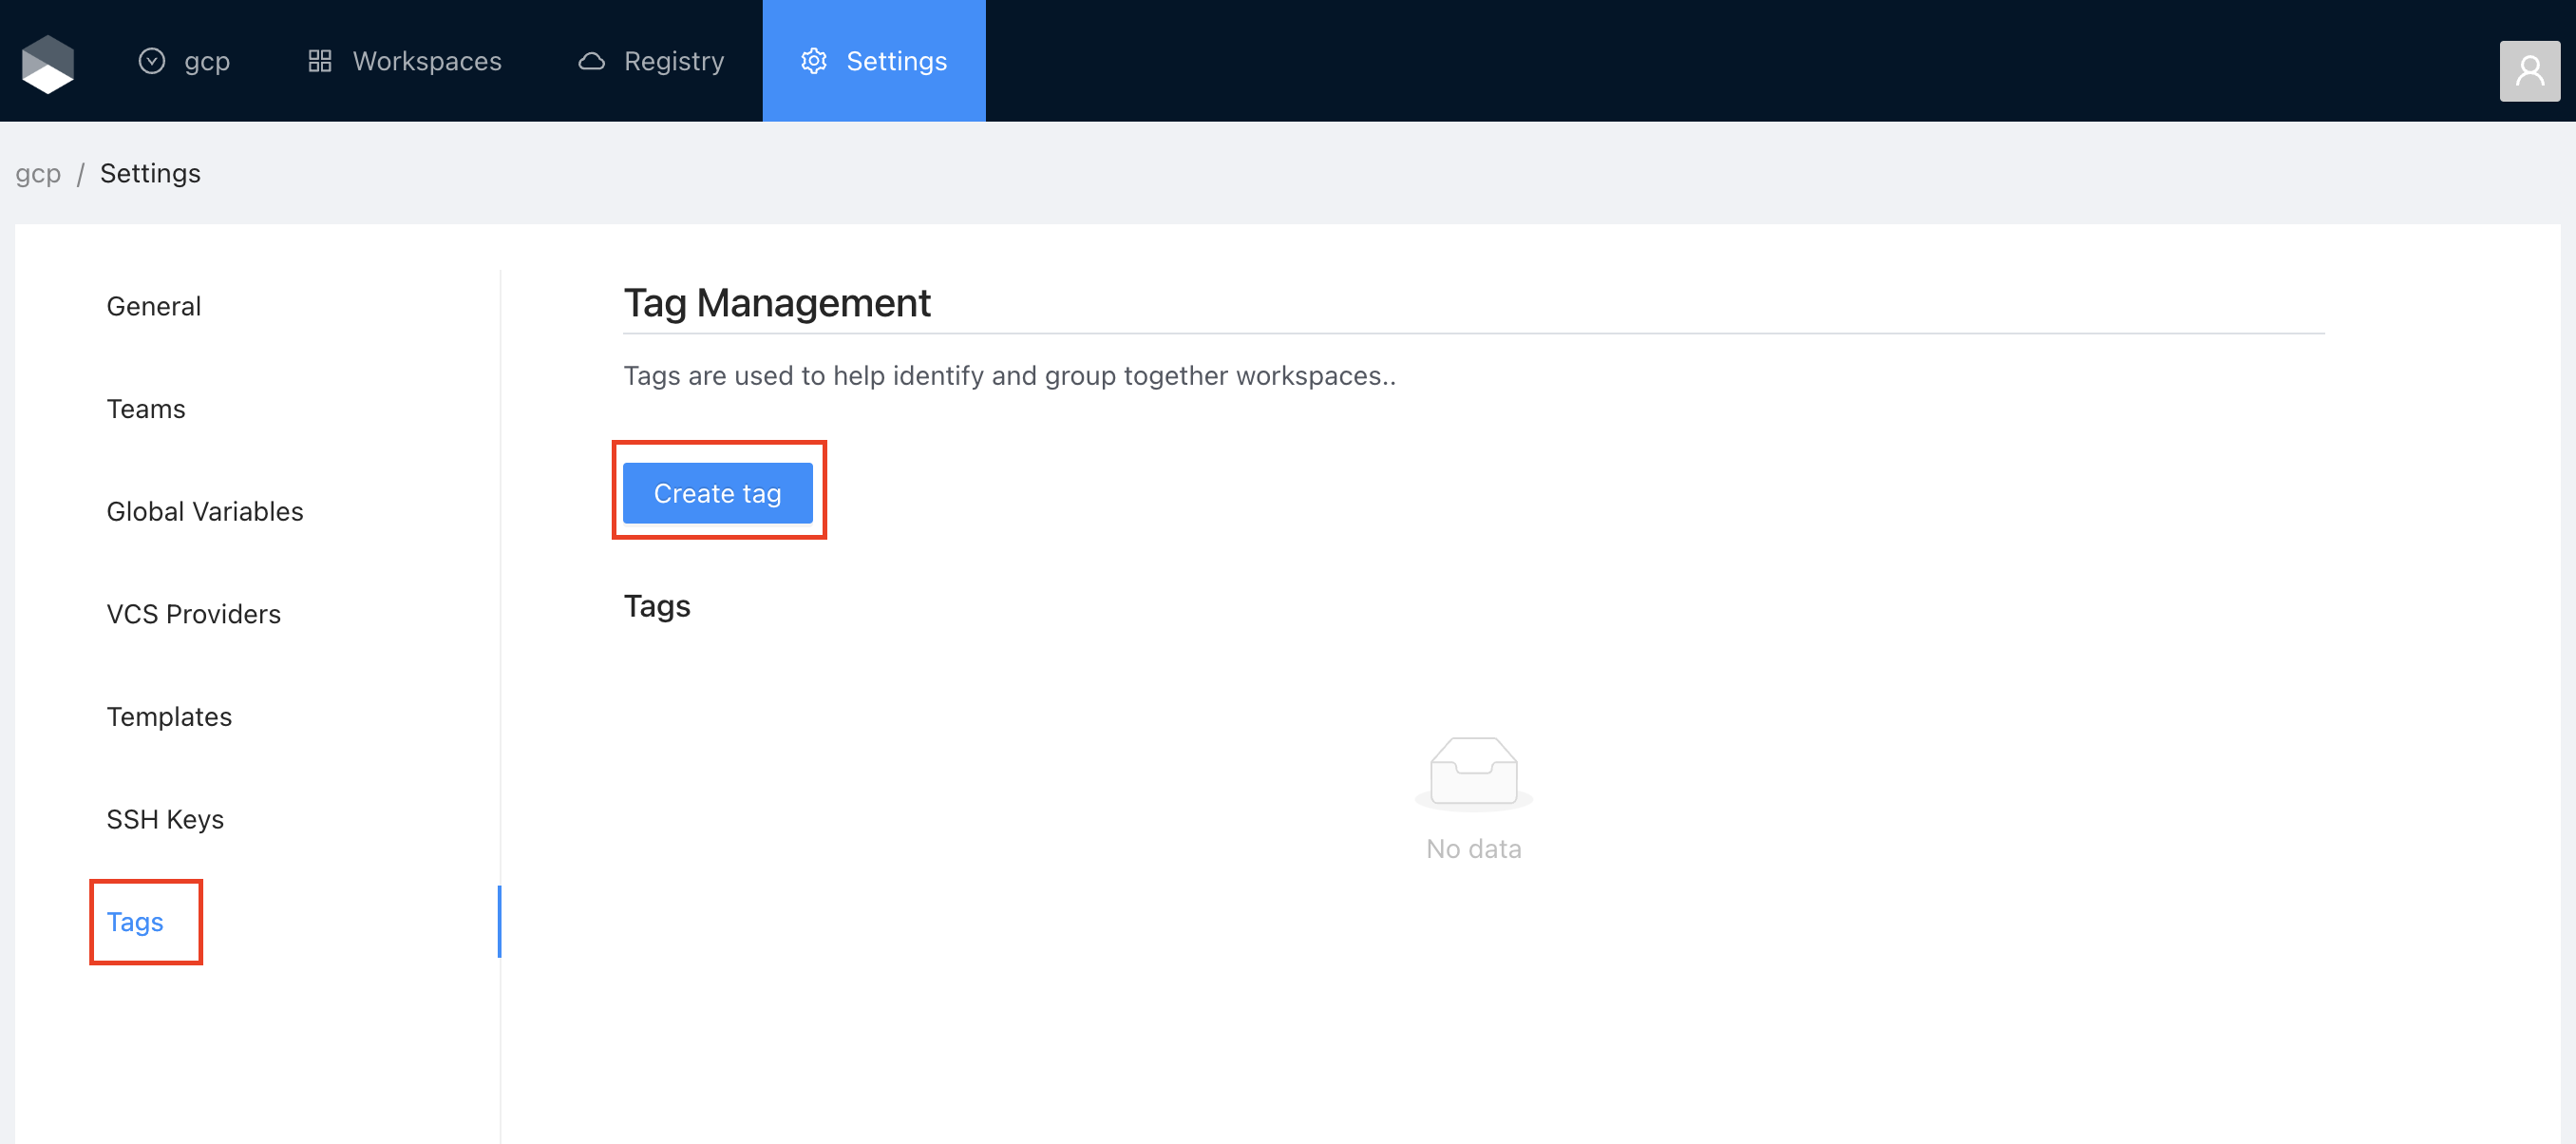 gcp Workspaces Registry Settings
gcp / Settings
General
Teams
Global Variables
VCS Providers
Templates
SSH Keys
Tags
Tag Management
Tags are used to help identify and group together workspaces..
Create tag
Tags
No data